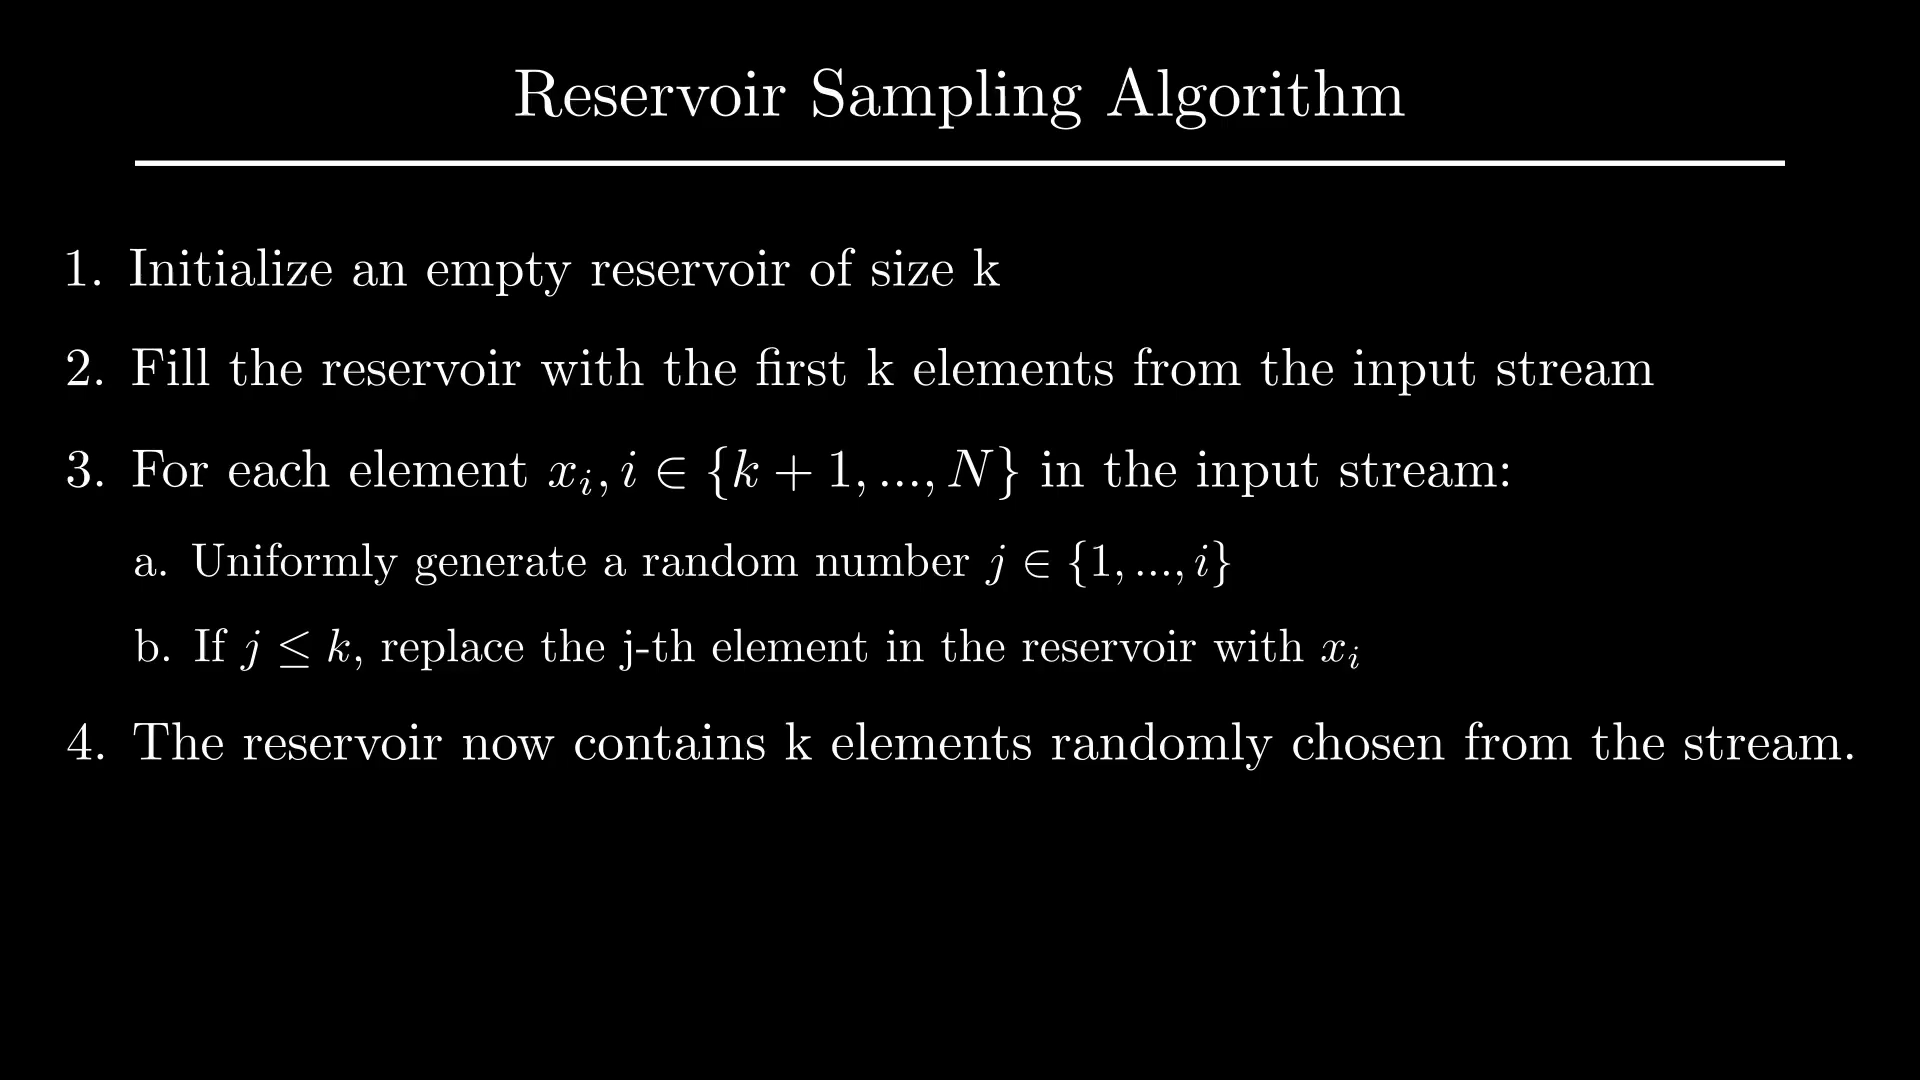 Reservoir Sampling Algorithm
1. Initialize an empty reservoir of size k
2. Fill the reservoir with the first k elements from the input stream
3. For each element $x_i, i \in \{k+1, ..., N\}$ in the input stream:
a. Uniformly generate a random number $j \in \{1, ..., i\}$
b. If $j \leq k$, replace the j-th element in the reservoir with $x_i$
4. The reservoir now contains k elements randomly chosen from the stream.